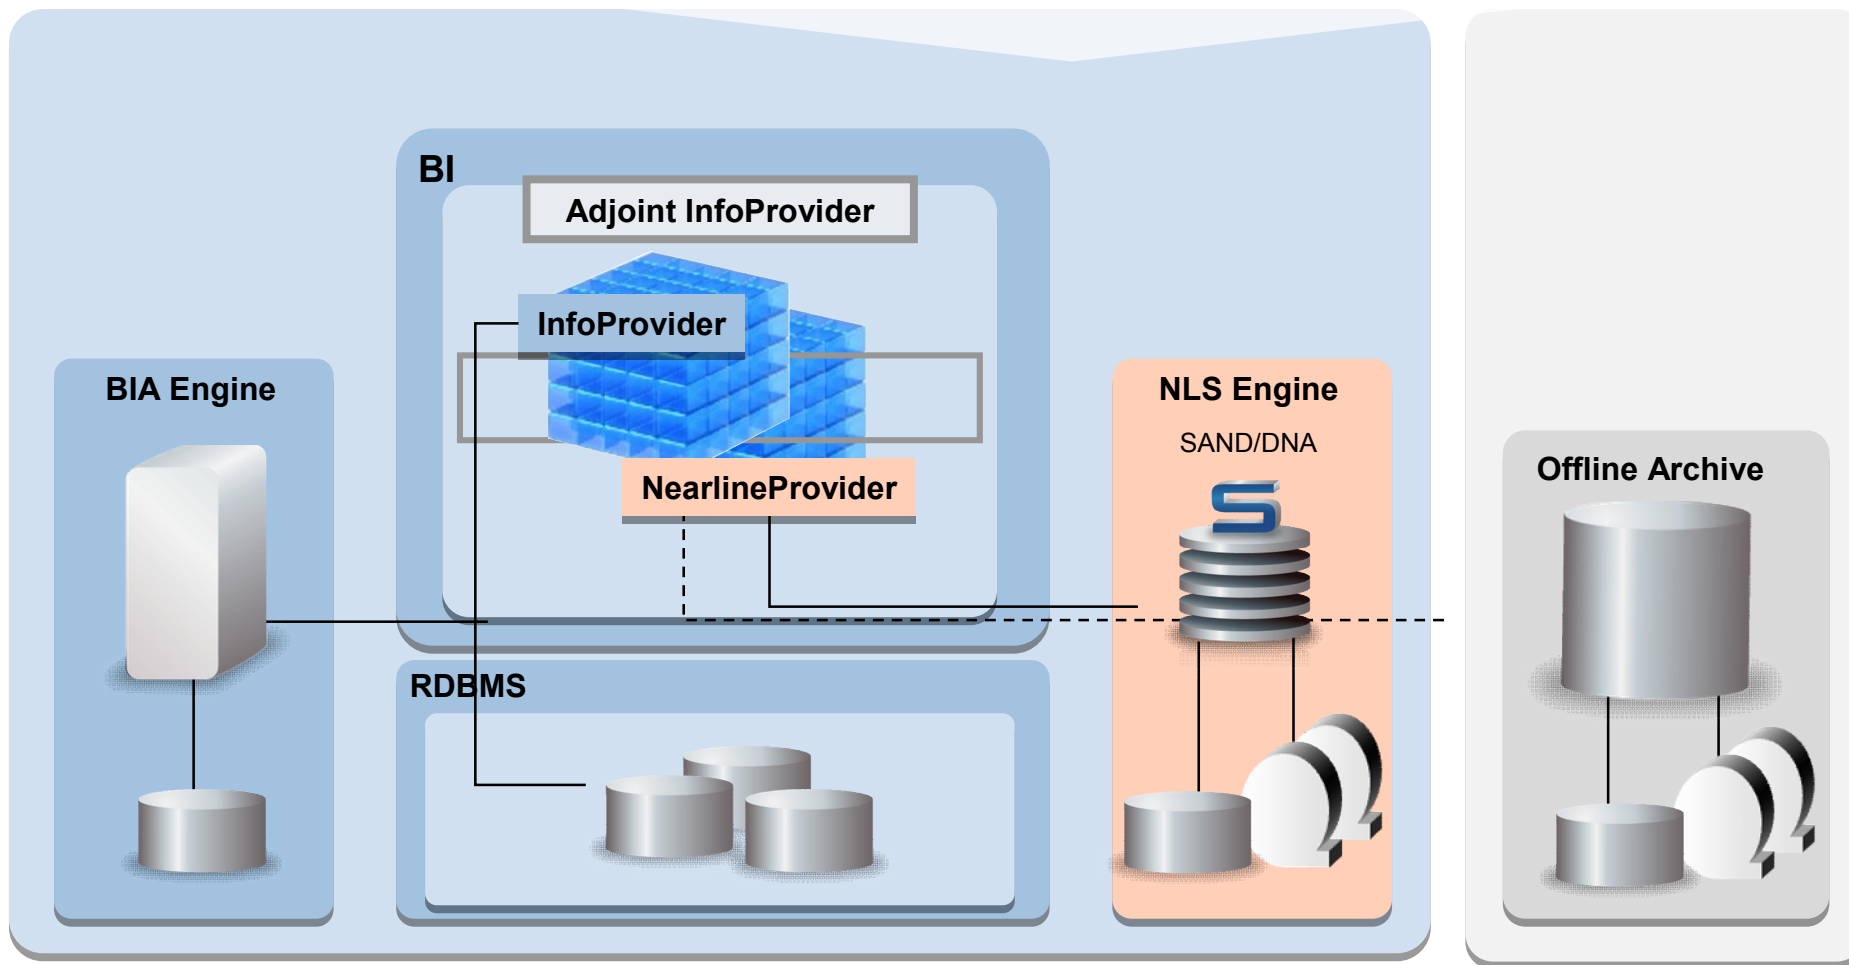 BI
Adjoint InfoProvider
InfoProvider
BIA Engine
NLS Engine
SAND/DNA
Offline Archive
NearlineProvider
S
RDBMS